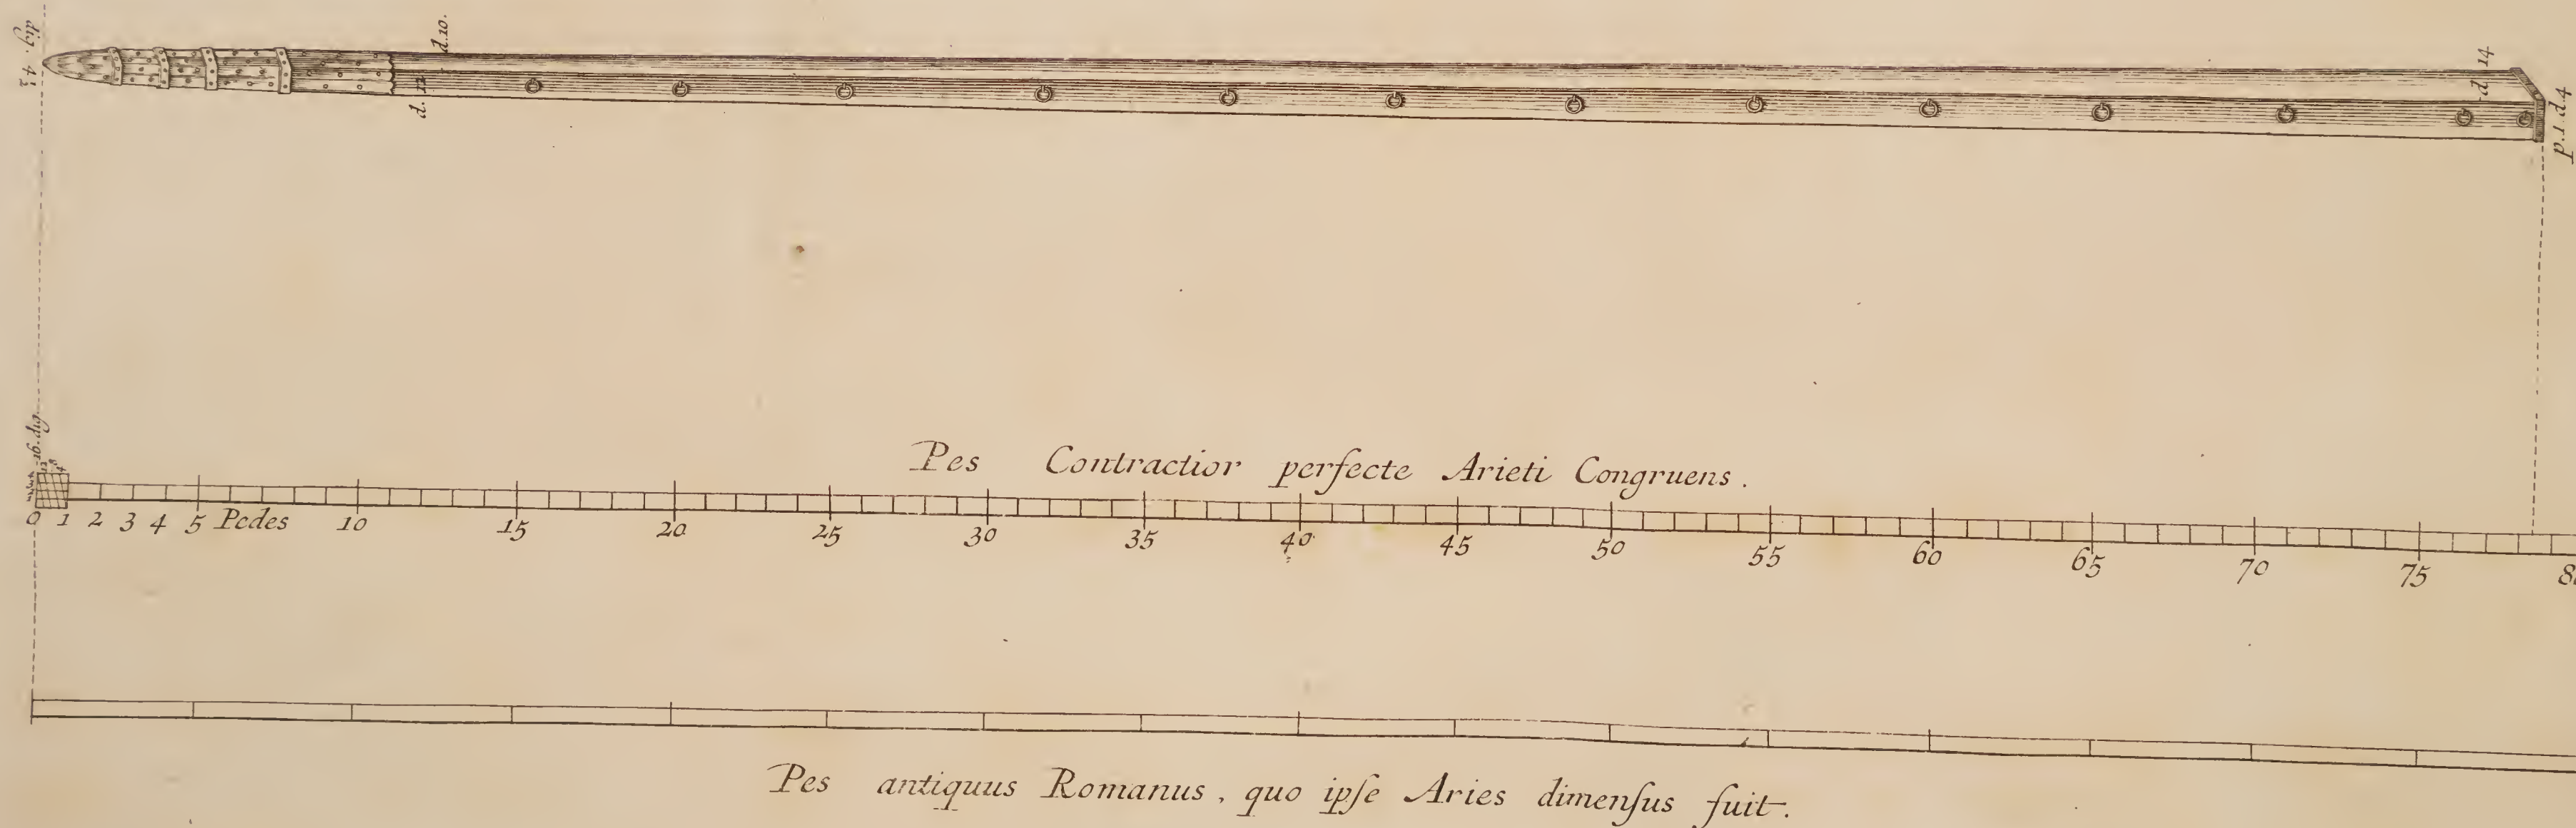 dig. 4
d. 10.
d. 12
d. 14
p. 1. d. 4
16. dig
Pes Contractior perfecte Arieti Congruens.
0 1 2 3 4 5 Pedes 10 15 20 25 30 35 40 45 50 55 60 65 70 75
Pes antiquus Romanus, quo ipſe Aries dimenſus fuit.